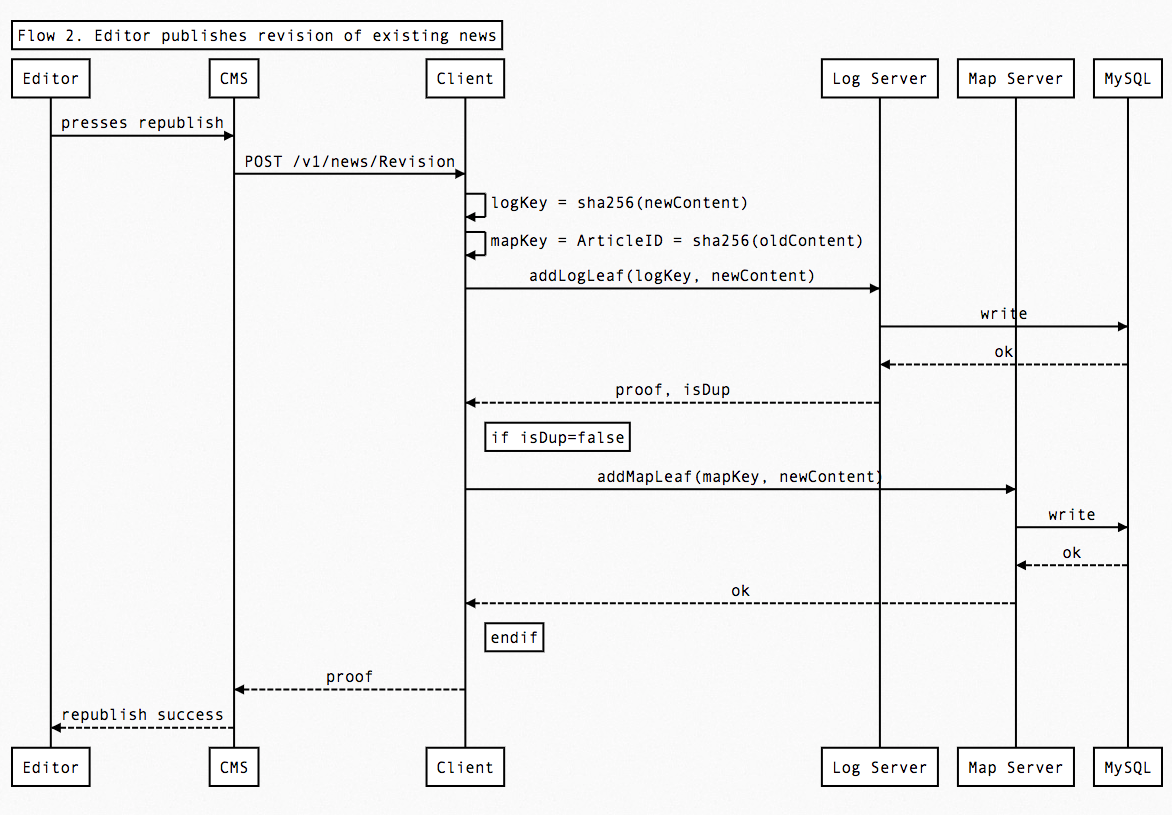 Flow 2. Editor publishes revision of existing news
Editor
CMS
Client
Log Server
Map Server
MySQL
presses republish
POST /v1/news/Revision
logKey = sha256(newContent)
mapKey = ArticleID = sha256(oldContent)
addLogLeaf(logKey, newContent)
write
ok
proof, isDup
if isDup=false
addMapLeaf(mapKey, newContent)
write
ok
ok
endif
proof
republish success
Editor
CMS
Client
Log Server
Map Server
MySQL